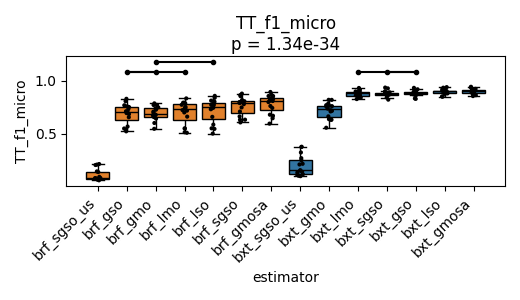 TT_f1_micro
p = 1.34e-34
TT_f1_micro
1.0
0.5
brf_sgso_us
brf_gso
brf_gmo
brf_lmo
brf_lso
brf_sgso
brf_gmosa
bxt_sgso_us
bxt_gmo
bxt_lmo
bxt_sgso
bxt_gso
bxt_lso
bxt_gmosa
estimator